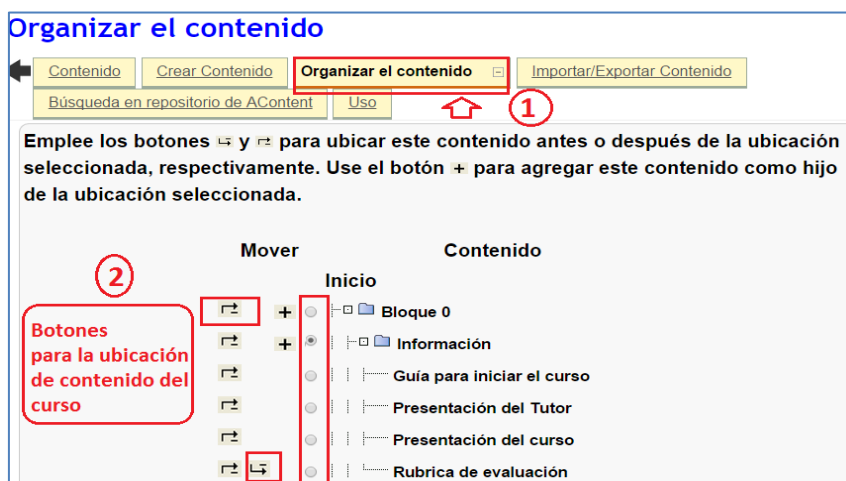 Organizar el contenido
Contenido Crear Contenido Organizar el contenido Importar/Exportar Contenido
Búsqueda en repositorio de AContent Uso
1
Emplee los botones y para ubicar este contenido antes o después de la ubicación
seleccionada, respectivamente. Use el botón + para agregar este contenido como hijo
de la ubicación seleccionada.
Mover Contenido
Inicio
2
Botones
para la ubicación
de contenido del
curso
+ Bloque 0
+ Información
Guía para iniciar el curso
Presentación del Tutor
Presentación del curso
Rubrica de evaluación